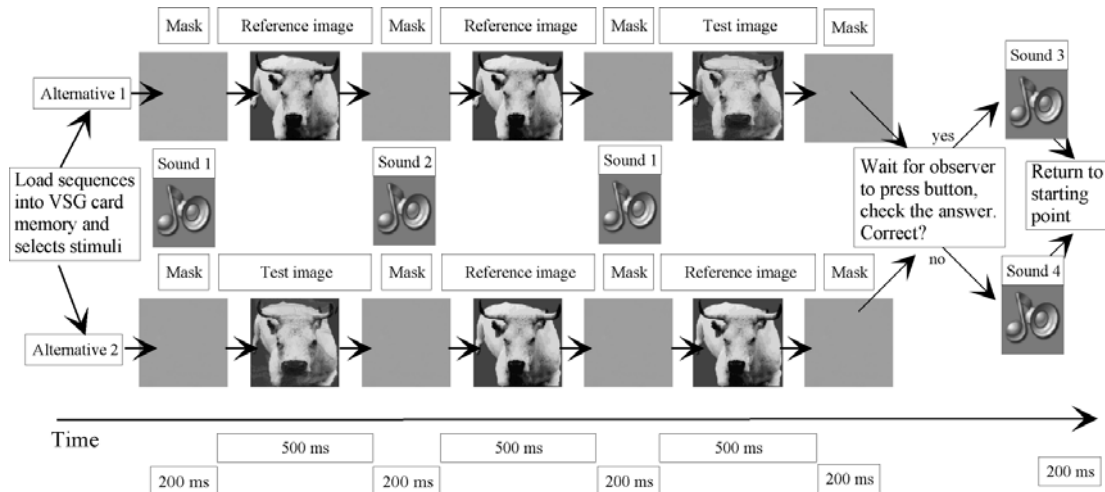 Mask
Reference image
Mask
Reference image
Mask
Test image
Mask
Sound 3
Alternative 1
yes
Sound 1
Sound 2
Sound 1
Load sequences
into VSG card
memory and
selects stimuli
Wait for observer
to press button,
check the answer.
Correct?
Return to
starting
point
no
Mask
Test image
Mask
Reference image
Mask
Reference image
Mask
Sound 4
Alternative 2
Time
500 ms
500 ms
500 ms
200 ms
200 ms
200 ms
200 ms
200 ms